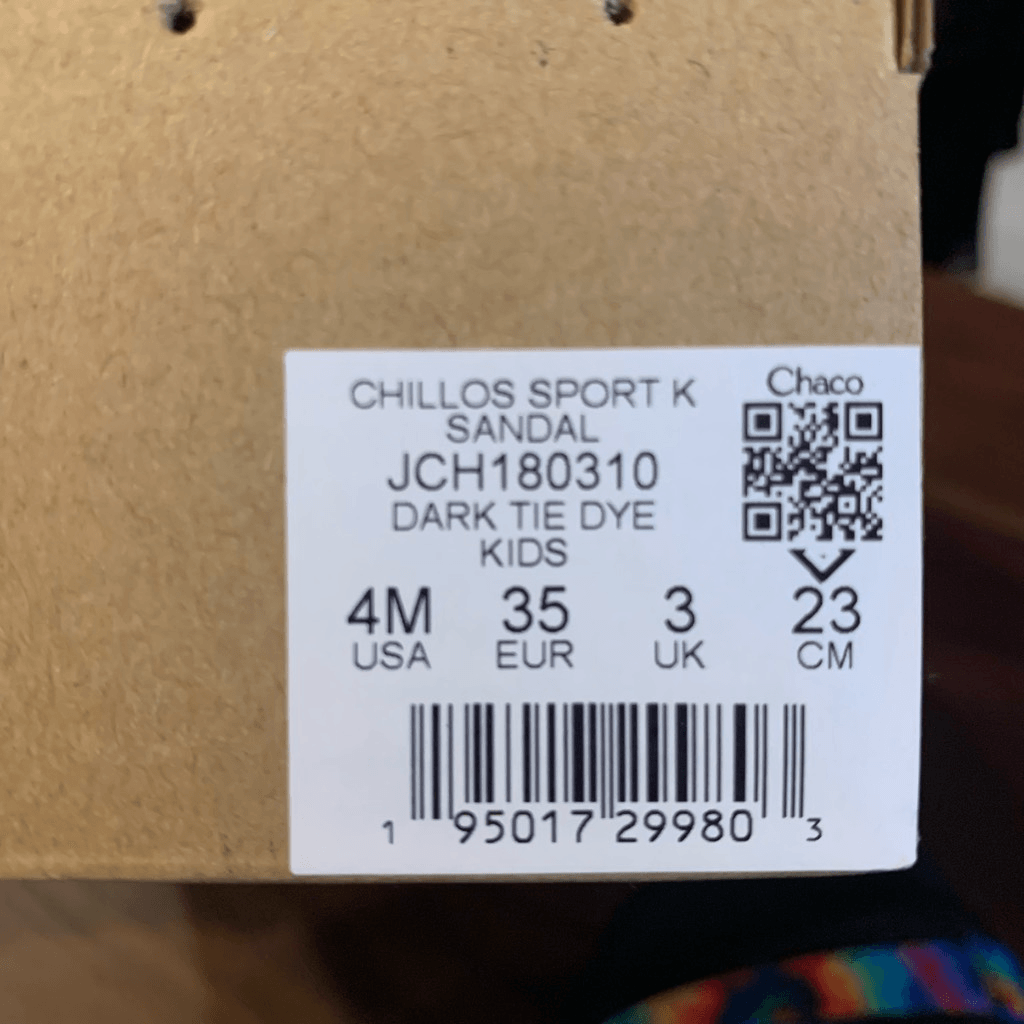 CHILLOS SPORT K
SANDAL
JCH180310
DARK TIE DYE
KIDS
Chaco
4M 35 3 23
USA EUR UK CM
1 95017 29980 3